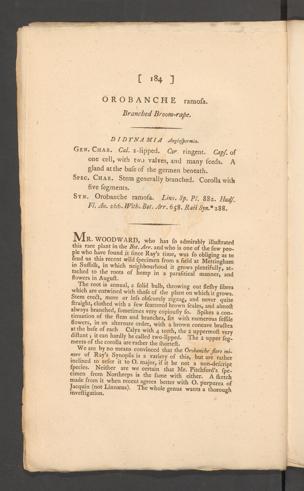 [ 184 ]
OROBANCHE ramoſa.
Branched Broom-rape.
DIDYNAMIA Angioſpermia.
GEN. CHAR. Cal. 2-lipped. Cor. ringent. Capſ. of
one cell, with two valves, and many ſeeds. A
gland at the baſe of the germen beneath.
SPEC. CHAR. Stem generally branched. Corolla with
five ſegments.
SYN. Orobanche ramoſa. Linn. Sp. Pl. 882. Hudſ.
Fl. An. 266. With. Bot. Arr. 658. Raii Syn.* 288.
MR. WOODWARD, who has ſo admirably illuſtrated
this rare plant in the Bot. Arr. and who is one of the few peo-
ple who have found it ſince Ray's time, was ſo obliging as to
ſend us this recent wild ſpecimen from a field at Mettingham
in Suffolk, in which neighbourhood it grows plentifully, at-
tached to the roots of hemp in a paraſitical manner, and
flowers in Auguſt.
The root is annual, a ſolid bulb, throwing out fleſhy fibres
which are entwined with thoſe of the plant on which it grows.
Stem erect, more or leſs obſcurely zigzag, and never quite
ſtraight, clothed with a few ſcattered brown ſcales, and almoſt
always branched, ſometimes very copiouſly ſo. Spikes a con-
tinuation of the ſtem and branches, ſet with numerous ſeſſile
flowers, in an alternate order, with a brown concave bractea
at the baſe of each. Calyx with 4 teeth, the 2 uppermoſt very
diſtant; it can hardly be called two-lipped. The 2 upper ſeg-
ments of the corolla are rather the ſhorteſt.
We are by no means convinced that the Orobanche flore mi-
nore of Ray's Synopſis is a variety of this, but are rather
inclined to refer it to O. major, if it be not a non-deſcript
ſpecies. Neither are we certain that Mr. Pitchford's ſpe-
cimen from Northreps is the ſame with either. A ſketch
made from it when recent agrees better with O. purpurea of
Jacquin (not Linnæus). The whole genus wants a thorough
inveſtigation.